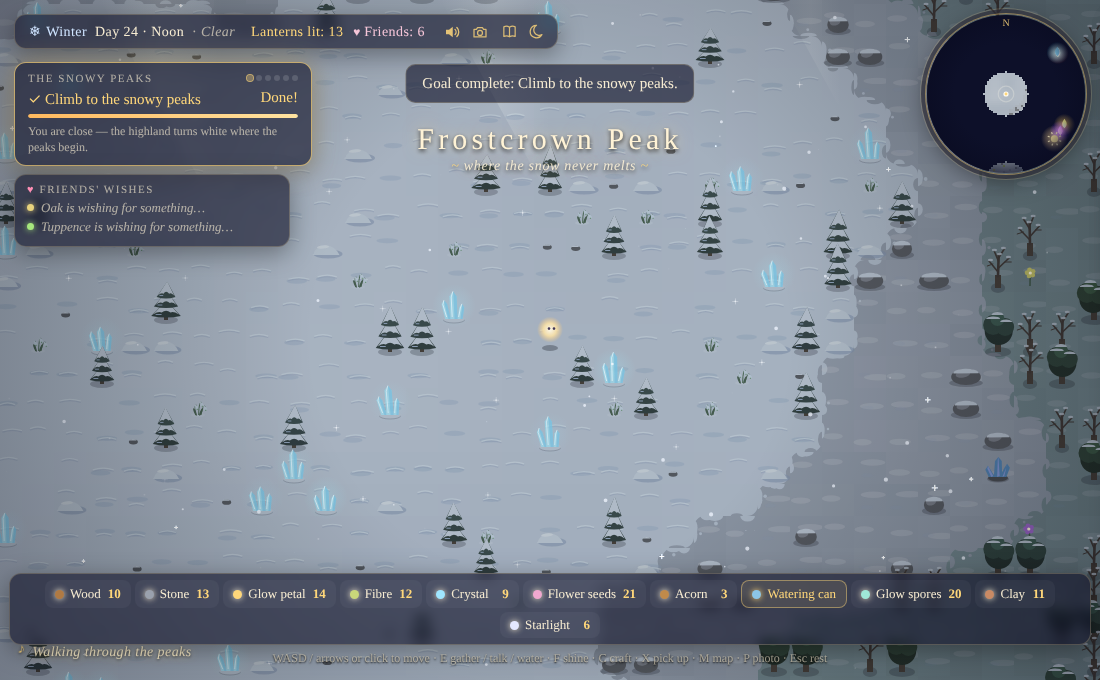 ❄ Winter Day 24 · Noon · Clear Lanterns lit: 13 ♥ Friends: 6
N
THE SNOWY PEAKS
✓ Climb to the snowy peaks Done!
You are close — the highland turns white where the
peaks begin.
Goal complete: Climb to the snowy peaks.
Frostcrown Peak
~ where the snow never melts ~
♥ FRIENDS' WISHES
Oak is wishing for something…
Tuppence is wishing for something…
Wood 10 Stone 13 Glow petal 14 Fibre 12 Crystal 9 Flower seeds 21 Acorn 3 Watering can Glow spores 20 Clay 11
Starlight 6
♪ Walking through the peaks
WASD / arrows or click to move · E gather / talk / water · F shine · C craft · X pick up · M map · P photo · Esc rest